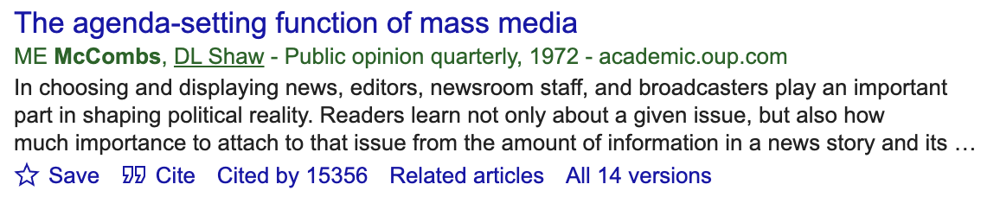 The agenda-setting function of mass media
ME McCombs, DL Shaw - Public opinion quarterly, 1972 - academic.oup.com
In choosing and displaying news, editors, newsroom staff, and broadcasters play an important
part in shaping political reality. Readers learn not only about a given issue, but also how
much importance to attach to that issue from the amount of information in a news story and its …
Save Cite Cited by 15356 Related articles All 14 versions